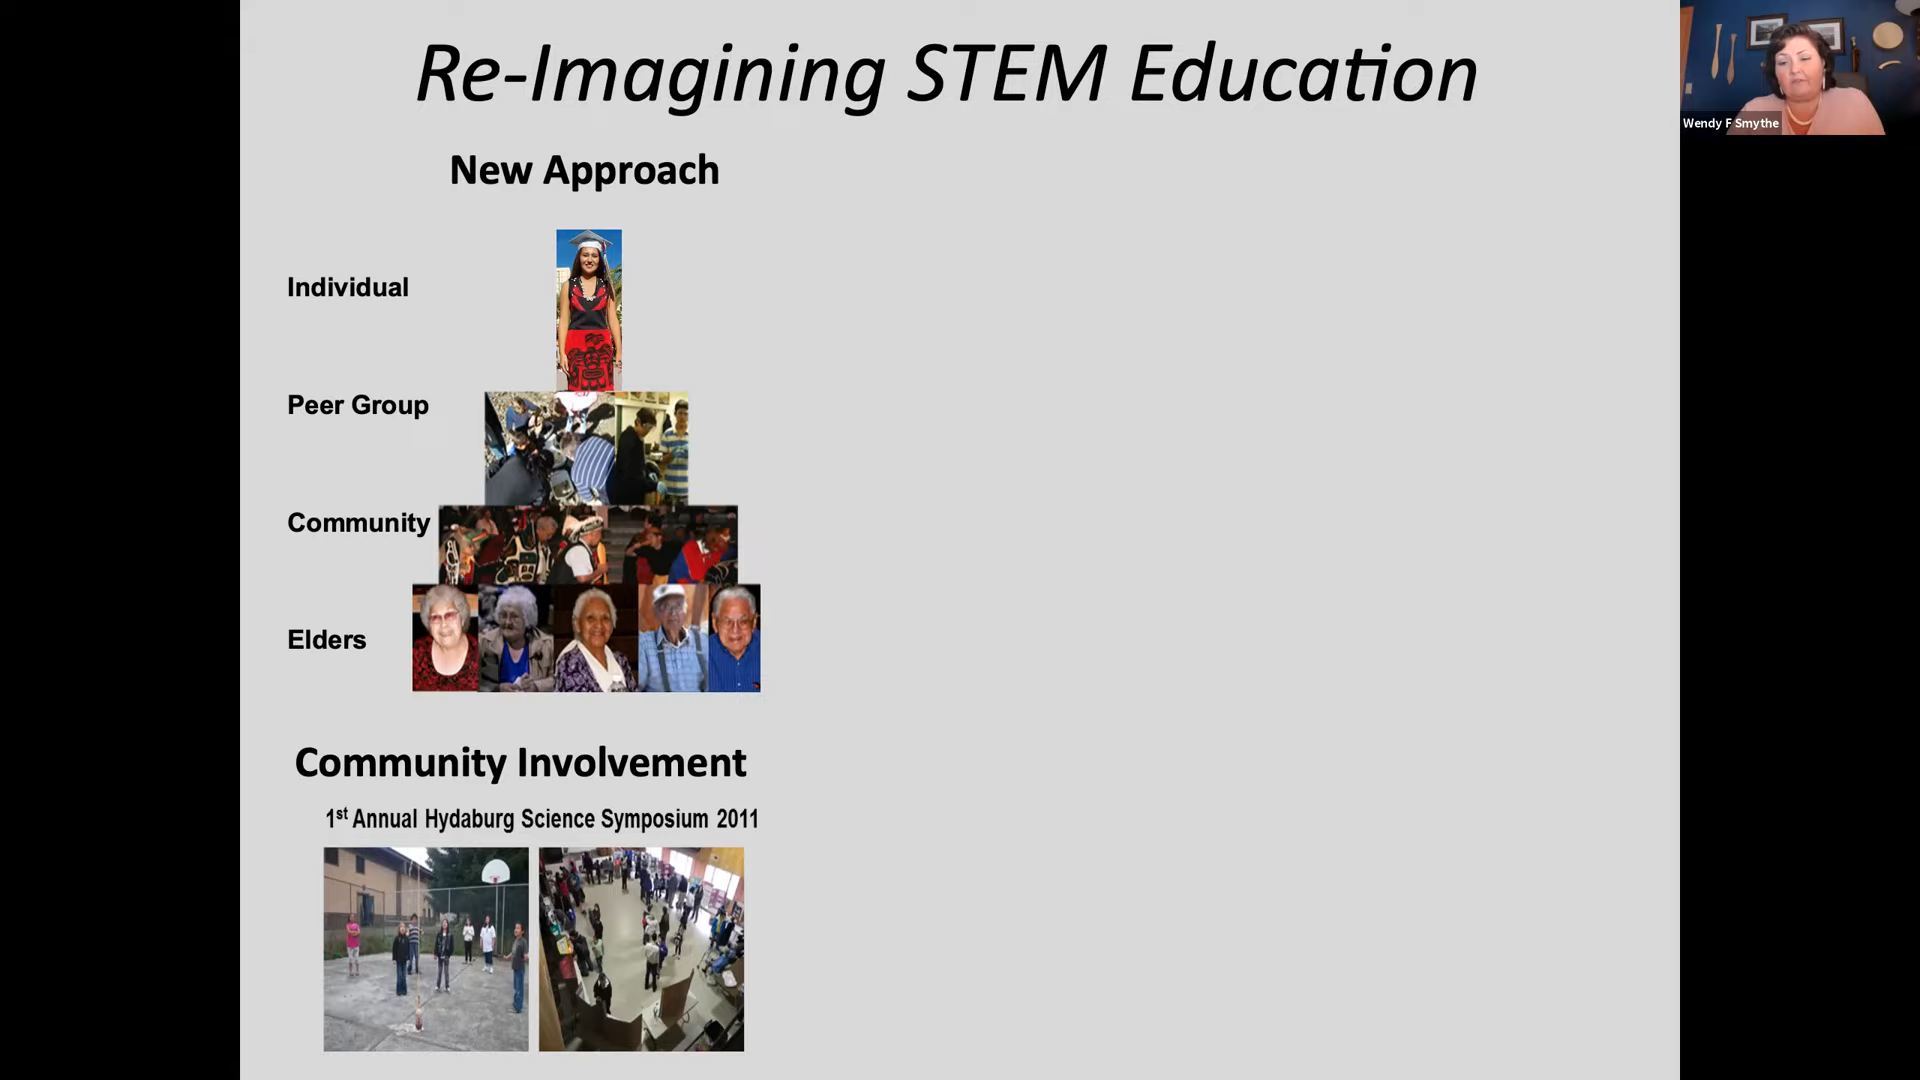 Re-Imagining STEM Education
Wendy F Smythe
New Approach
Individual
Peer Group
Community
Elders
Community Involvement
1st Annual Hydaburg Science Symposium 2011